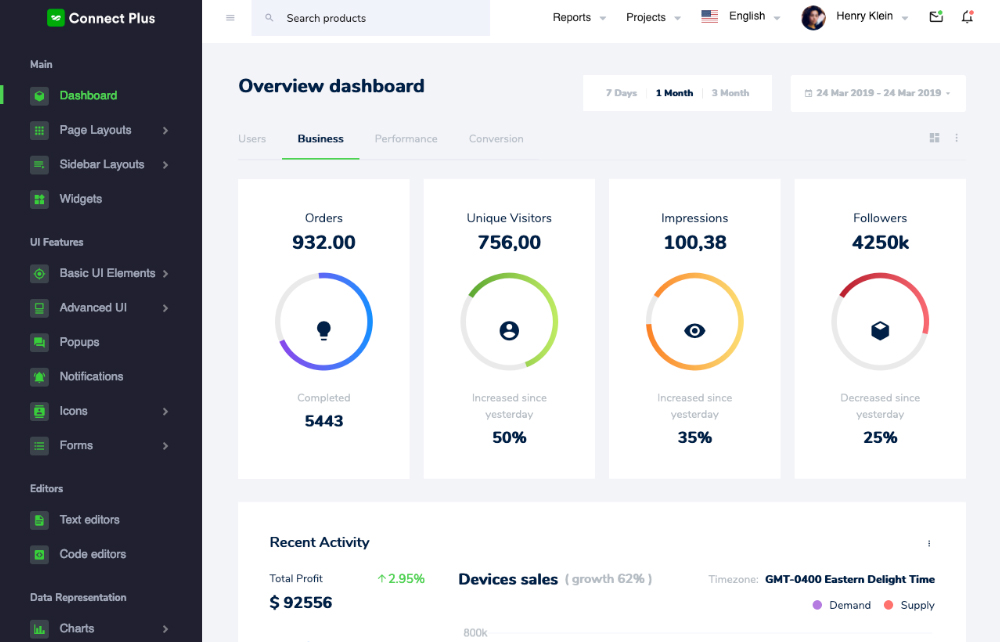 Connect Plus
Search products
Reports
Projects
English
Henry Klein
Main
Dashboard
Page Layouts
Sidebar Layouts
Widgets
UI Features
Basic UI Elements
Advanced UI
Popups
Notifications
Icons
Forms
Editors
Text editors
Code editors
Data Representation
Charts
Overview dashboard
7 Days
1 Month
3 Month
24 Mar 2019 - 24 Mar 2019
Users
Business
Performance
Conversion
Orders
932.00
Completed
5443
Unique Visitors
756,00
Increased since
yesterday
50%
Impressions
100,38
Increased since
yesterday
35%
Followers
4250k
Decreased since
yesterday
25%
Recent Activity
Total Profit
2.95%
$ 92556
Devices sales ( growth 62% )
Timezone: GMT-0400 Eastern Delight Time
Demand
Supply
800k